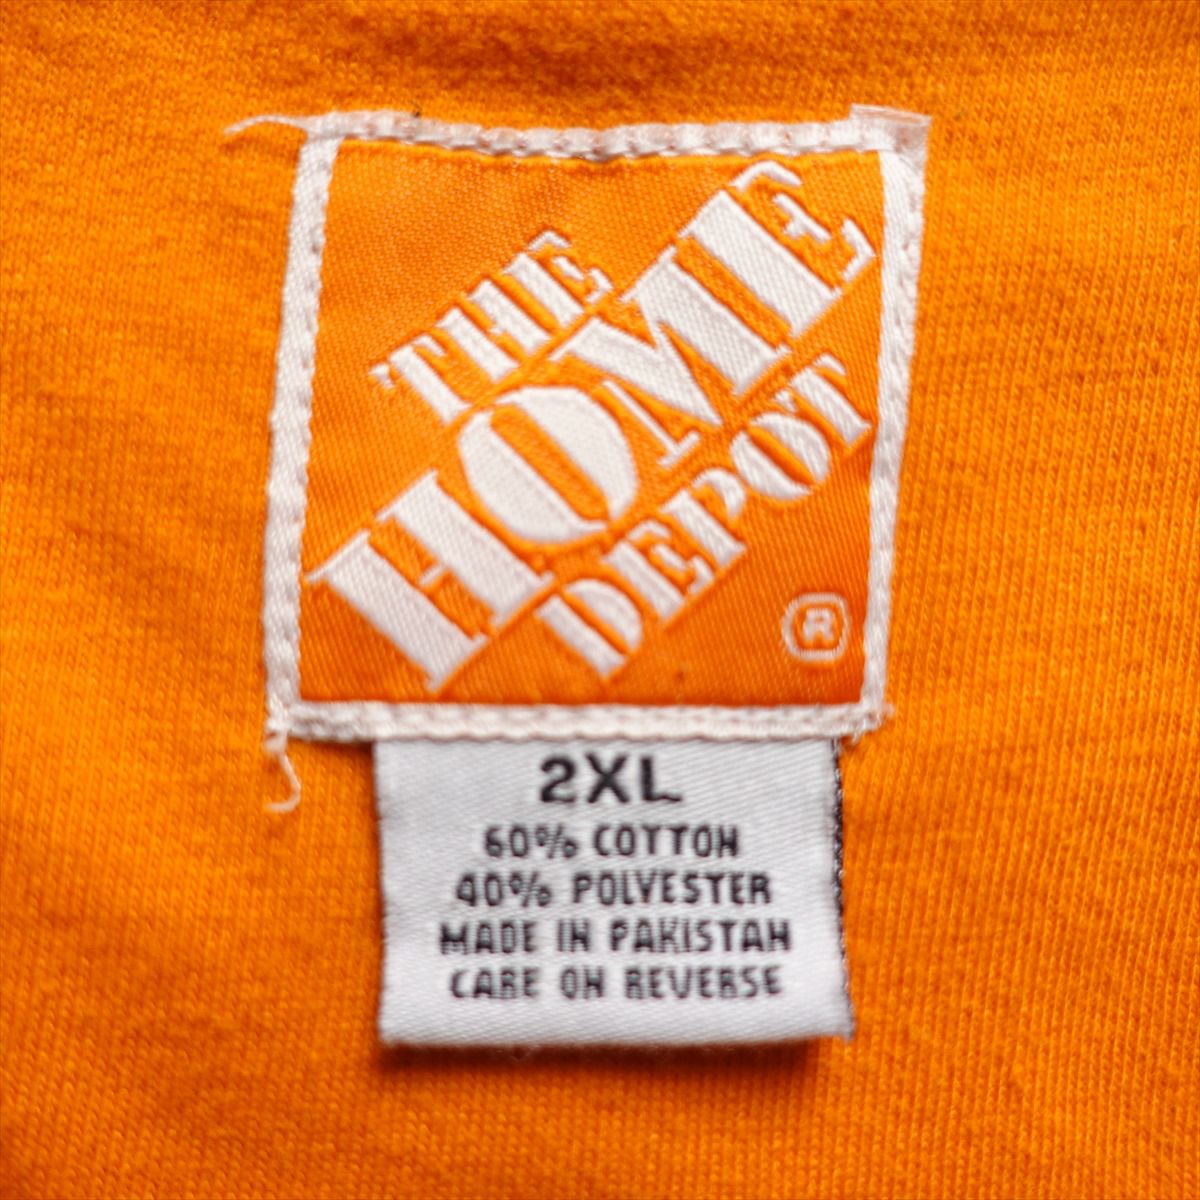 THE
HOME
DEPOT
®
2XL
60% COTTON
40% POLYESTER
MADE IN PAKISTAN
CARE ON REVERSE